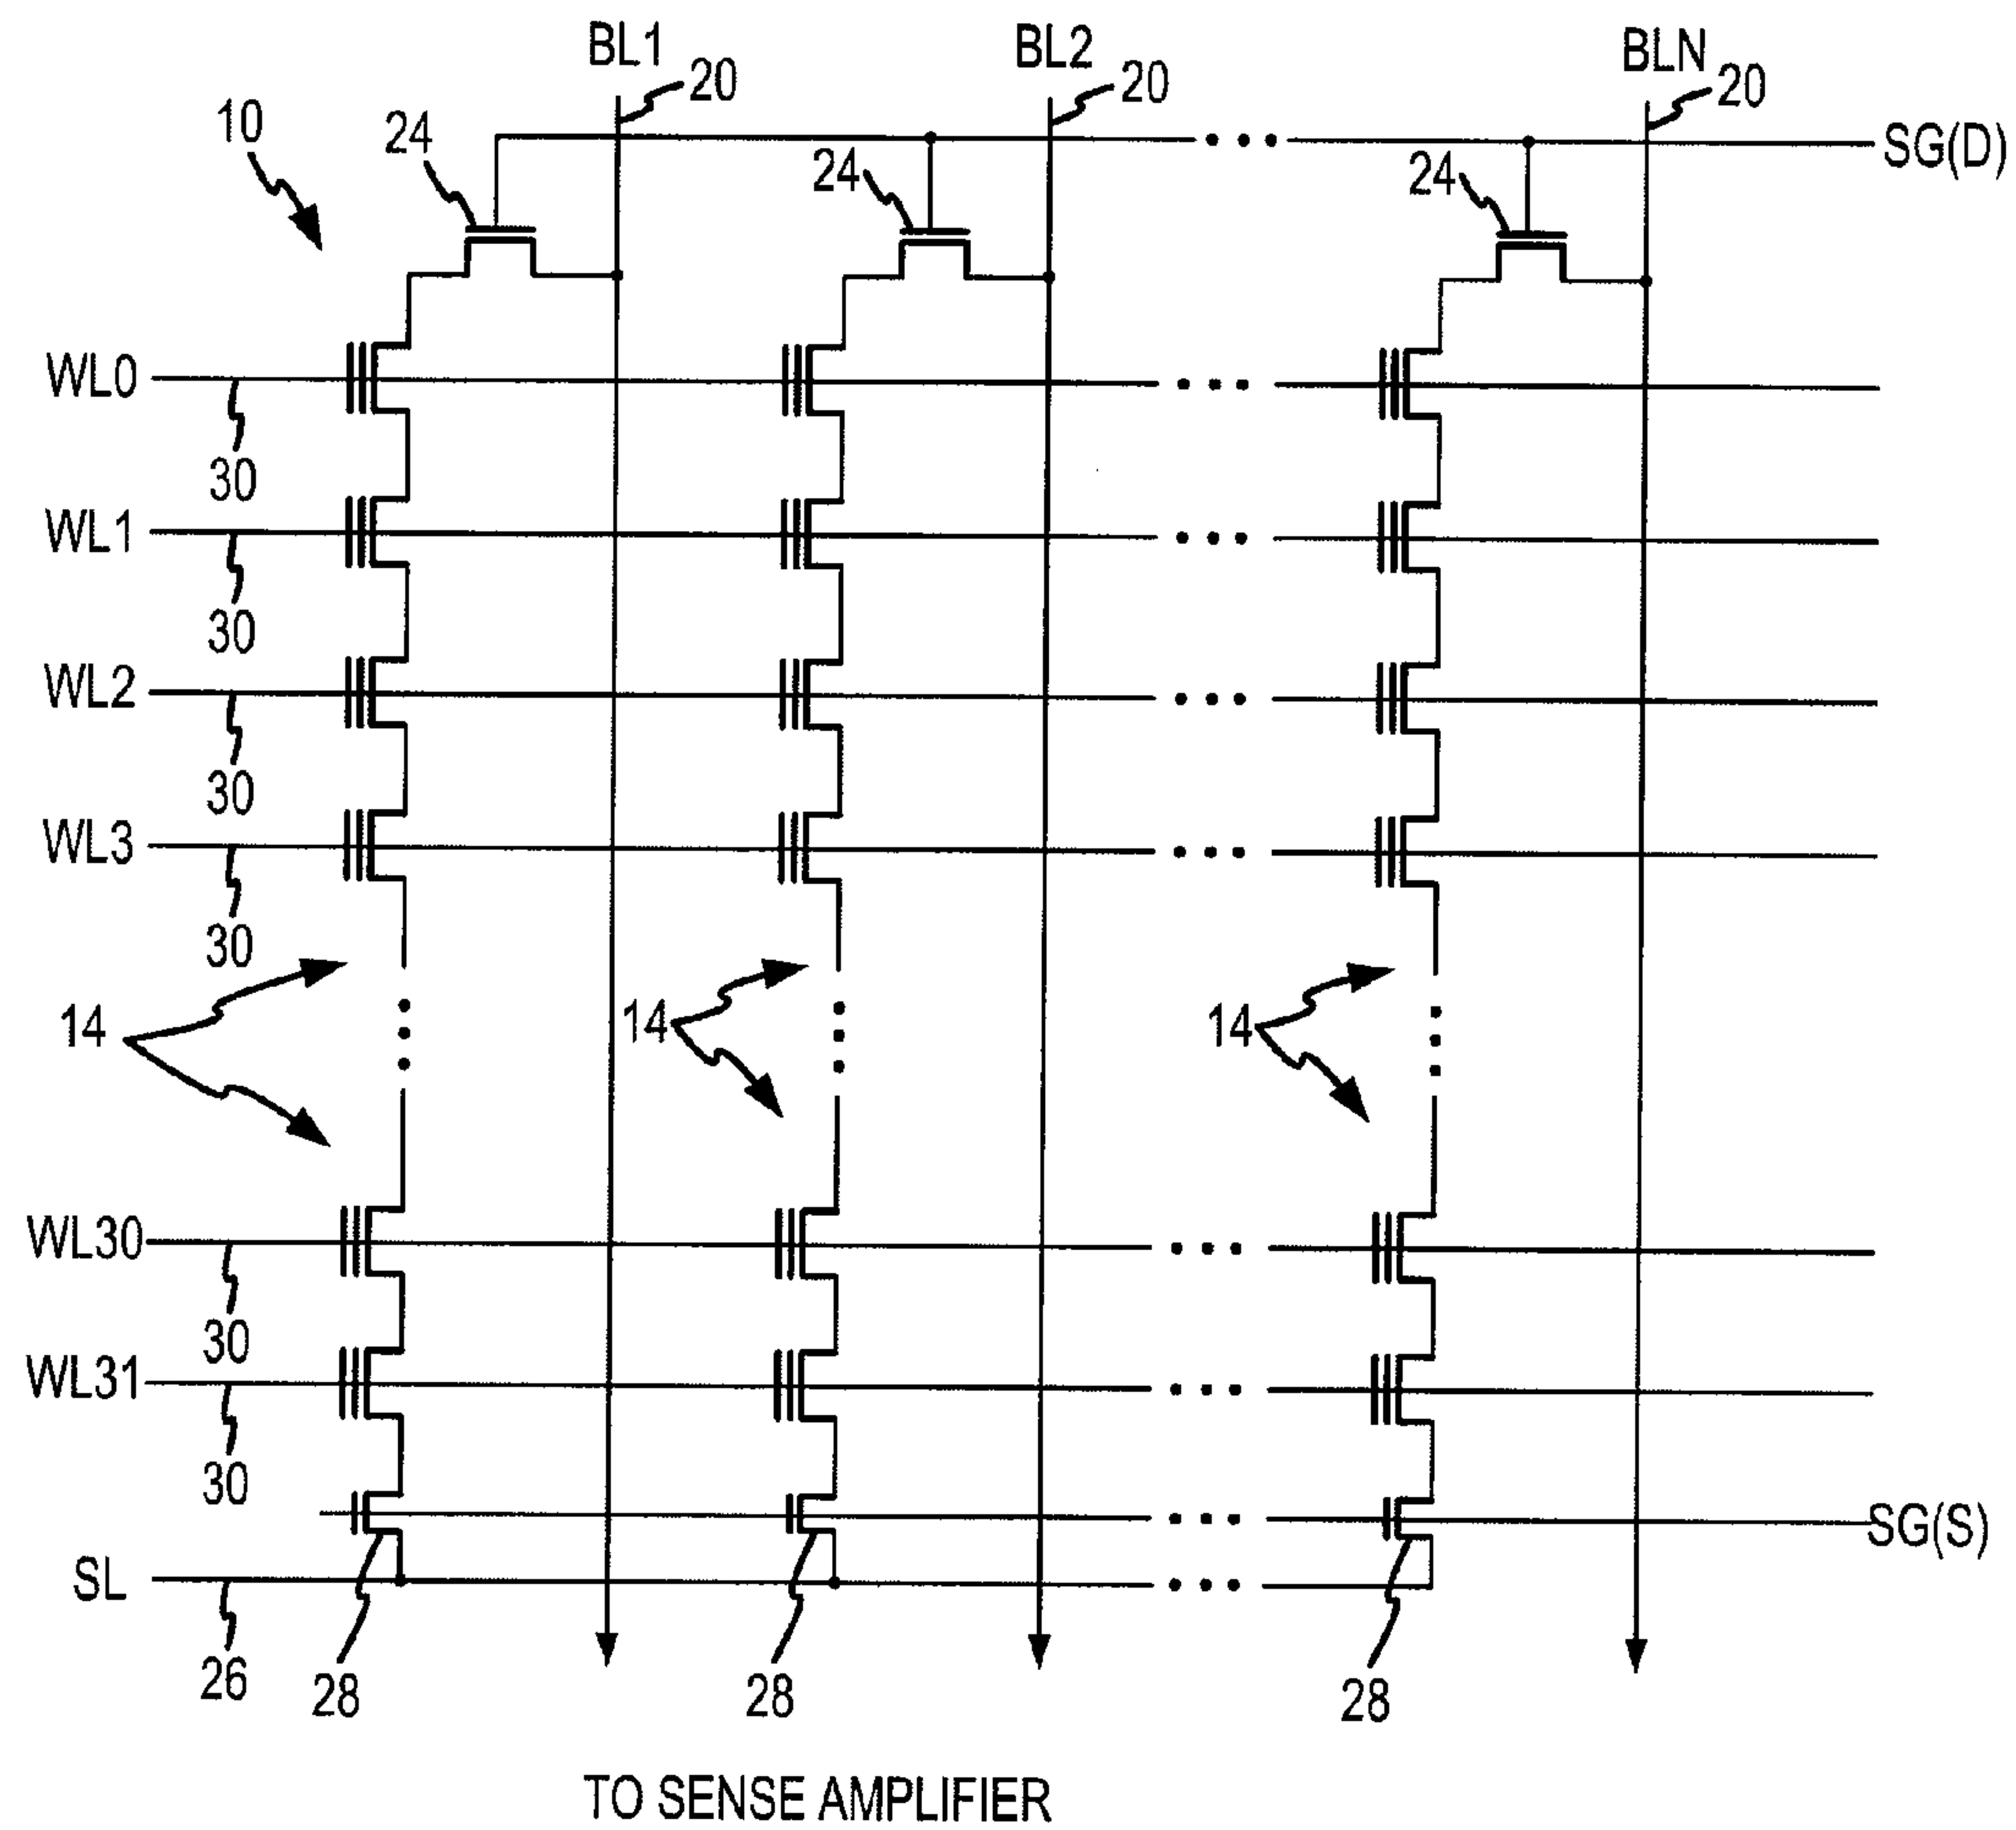 BL1
BL2
BLN
20
20
20
10
24
24
24
SG(D)
WL0
30
WL1
30
WL2
30
WL3
30
14
14
14
WL30
30
WL31
30
SG(S)
SL
26
28
28
28
TO SENSE AMPLIFIER